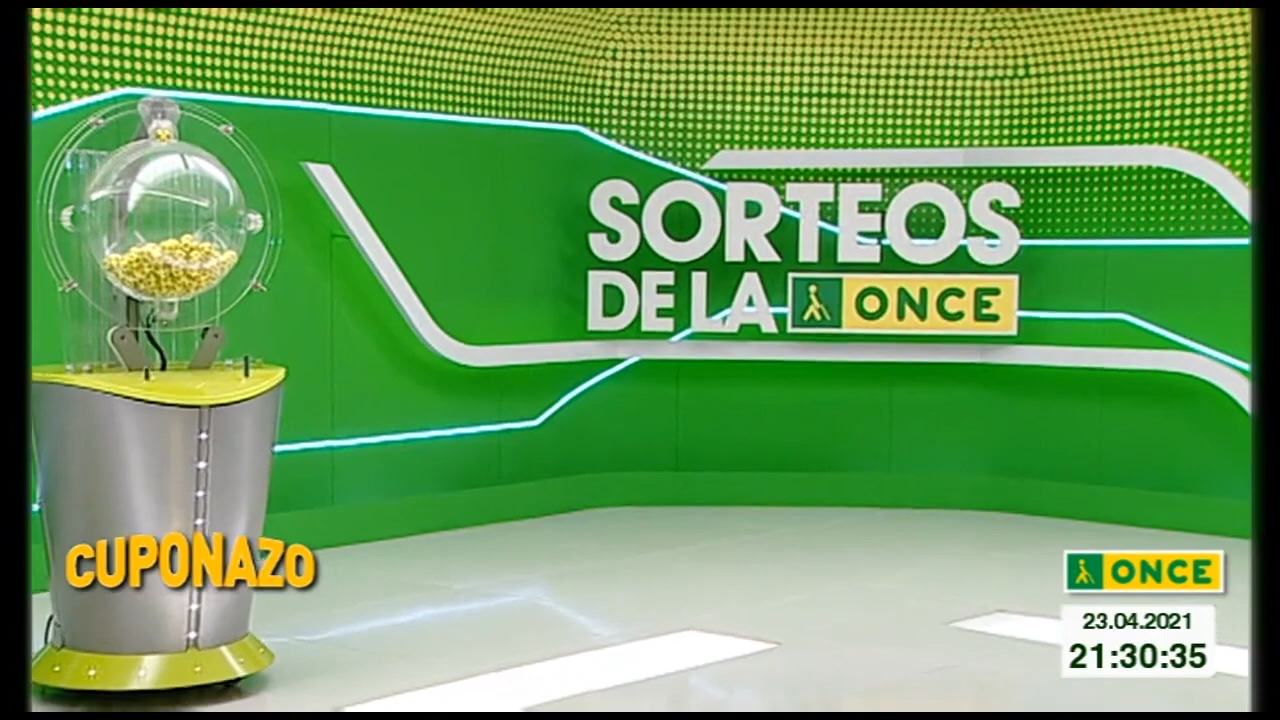 SORTEOS
DE LA ONCE
CUPONAZO
ONCE
23.04.2021
21:30:35